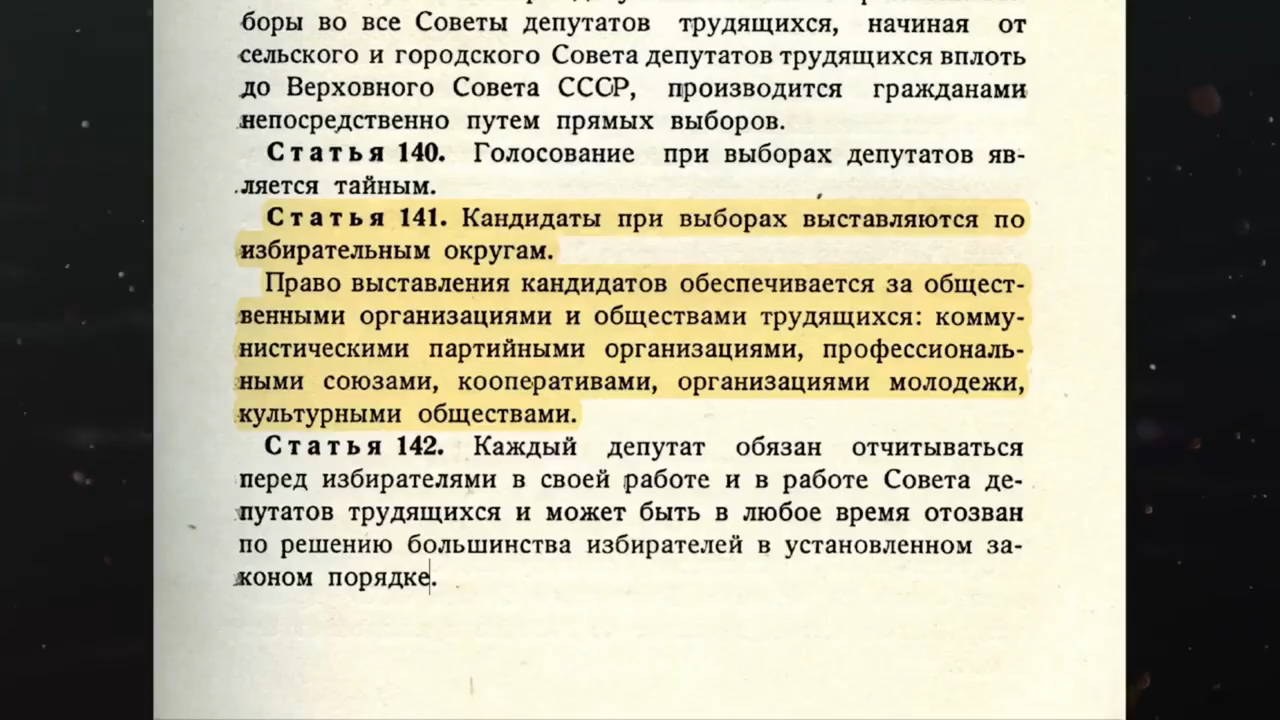 боры во все Советы депутатов трудящихся, начиная от
сельского и городского Совета депутатов трудящихся вплоть
до Верховного Совета СССР, производится гражданами
непосредственно путем прямых выборов.
Статья 140. Голосование при выборах депутатов яв-
ляется тайным.
Статья 141. Кандидаты при выборах выставляются по
избирательным округам.
Право выставления кандидатов обеспечивается за общест-
венными организациями и обществами трудящихся: комму-
нистическими партийными организациями, профессиональ-
ными союзами, кооперативами, организациями молодежи,
культурными обществами.
Статья 142. Каждый депутат обязан отчитываться
перед избирателями в своей работе и в работе Совета де-
путатов трудящихся и может быть в любое время отозван
по решению большинства избирателей в установленном за-
коном порядке.